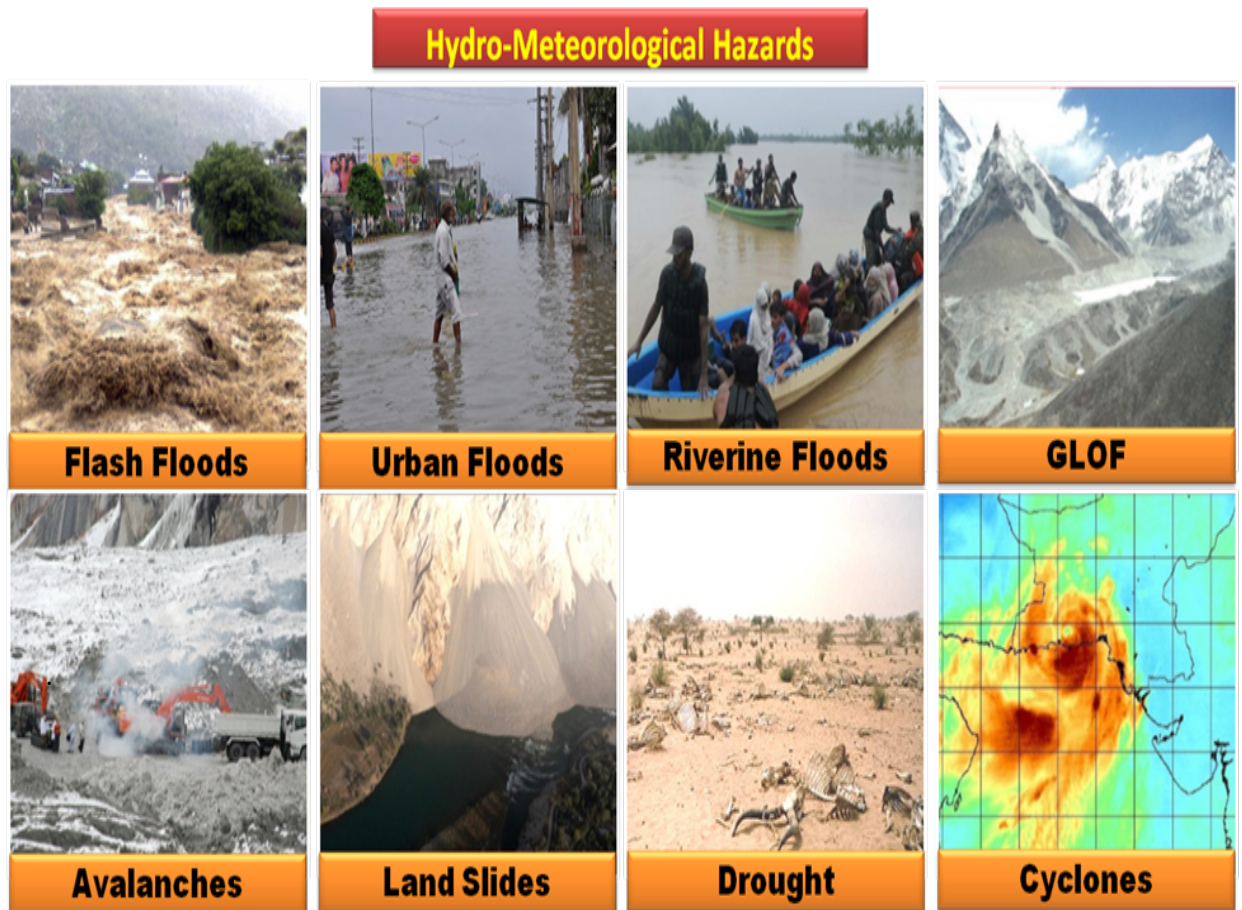 Hydro-Meteorological Hazards
Flash Floods
Urban Floods
Riverine Floods
GLOF
Avalanches
Land Slides
Drought
Cyclones